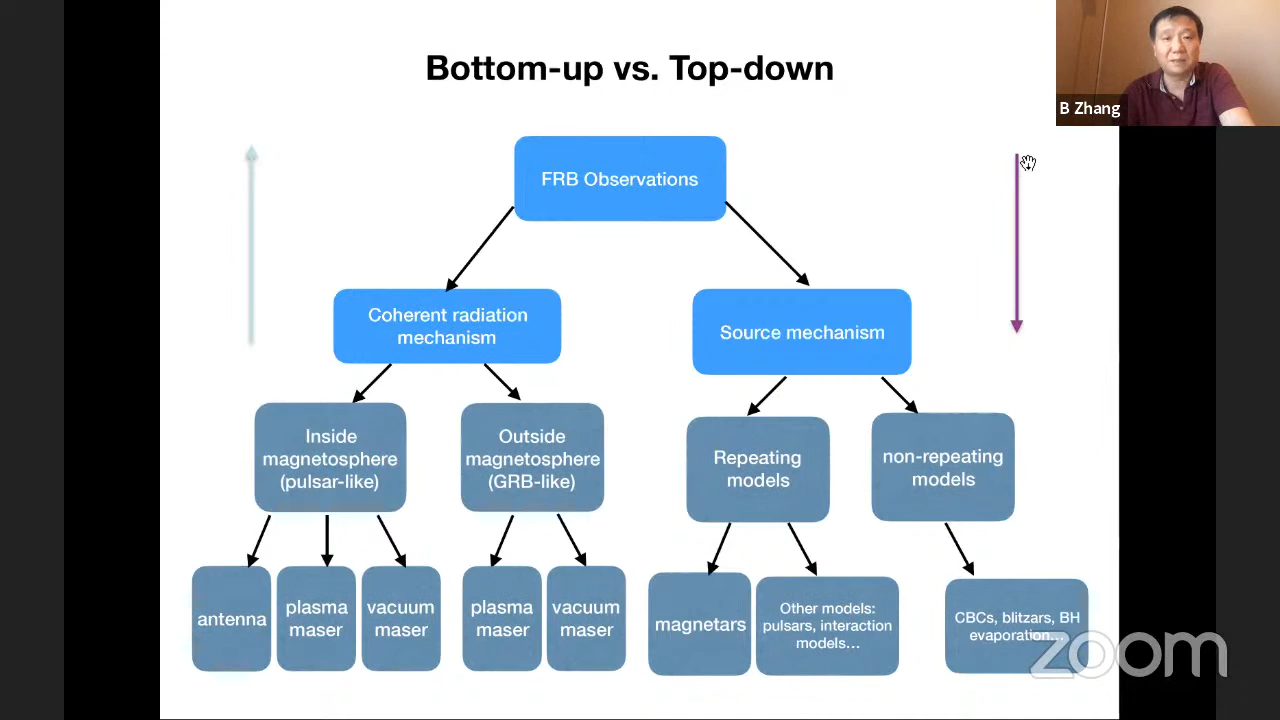 Bottom-up vs. Top-down
B Zhang
FRB Observations
Coherent radiation
mechanism
Source mechanism
Inside
magnetosphere
(pulsar-like)
Outside
magnetosphere
(GRB-like)
Repeating
models
non-repeating
models
antenna
plasma
maser
vacuum
maser
plasma
maser
vacuum
maser
magnetars
Other models:
pulsars, interaction
models...
CBCs, blitzars, BH
evaporation...
zoom